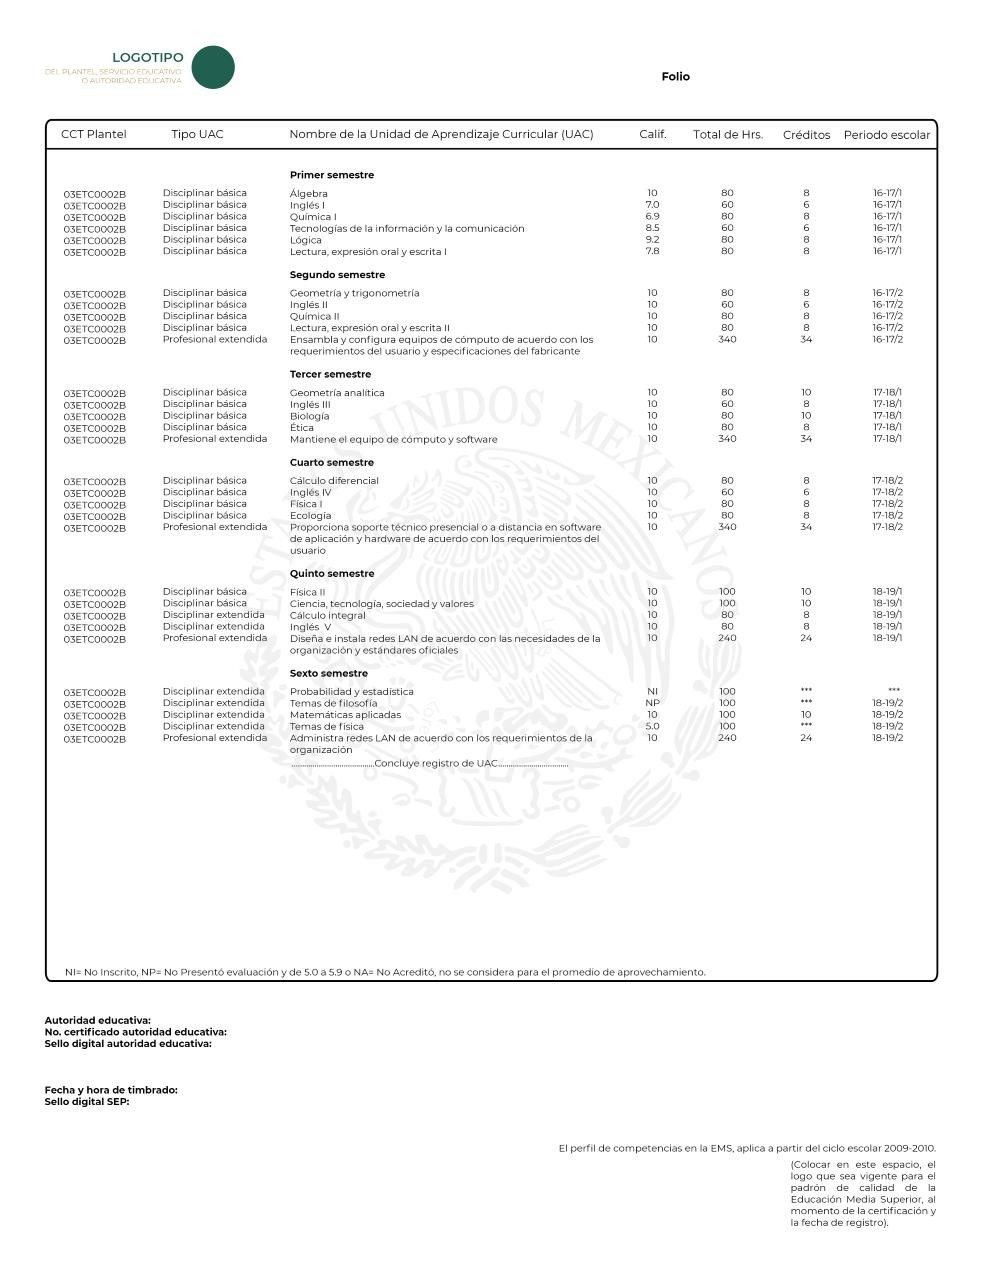 LOGOTIPO
DEL PLANTEL, SERVICIO EDUCATIVO
O AUTORIDAD EDUCATIVA
Folio
CCT Plantel Tipo UAC Nombre de la Unidad de Aprendizaje Curricular (UAC) Calif. Total de Hrs. Créditos Periodo escolar
Primer semestre
03ETC0002B Disciplinar básica Álgebra 10 80 8 16-17/1
03ETC0002B Disciplinar básica Inglés I 7.0 60 6 16-17/1
03ETC0002B Disciplinar básica Química I 6.9 80 8 16-17/1
03ETC0002B Disciplinar básica Tecnologías de la información y la comunicación 8.5 60 6 16-17/1
03ETC0002B Disciplinar básica Lógica 9.2 80 8 16-17/1
03ETC0002B Disciplinar básica Lectura, expresión oral y escrita I 7.8 80 8 16-17/1
Segundo semestre
03ETC0002B Disciplinar básica Geometría y trigonometría 10 80 8 16-17/2
03ETC0002B Disciplinar básica Inglés II 10 60 6 16-17/2
03ETC0002B Disciplinar básica Química II 10 80 8 16-17/2
03ETC0002B Disciplinar básica Lectura, expresión oral y escrita II 10 80 8 16-17/2
03ETC0002B Profesional extendida Ensambla y configura equipos de cómputo de acuerdo con los 10 340 34 16-17/2
requerimientos del usuario y especificaciones del fabricante
Tercer semestre
03ETC0002B Disciplinar básica Geometría analítica 10 80 10 17-18/1
03ETC0002B Disciplinar básica Inglés III 10 60 8 17-18/1
03ETC0002B Disciplinar básica Biología 10 80 10 17-18/1
03ETC0002B Disciplinar básica Ética 10 80 8 17-18/1
03ETC0002B Profesional extendida Mantiene el equipo de cómputo y software 10 340 34 17-18/1
Cuarto semestre
03ETC0002B Disciplinar básica Cálculo diferencial 10 80 8 17-18/2
03ETC0002B Disciplinar básica Inglés IV 10 60 6 17-18/2
03ETC0002B Disciplinar básica Física I 10 80 8 17-18/2
03ETC0002B Disciplinar básica Ecología 10 80 8 17-18/2
03ETC0002B Profesional extendida Proporciona soporte técnico presencial o a distancia en software 10 340 34 17-18/2
de aplicación y hardware de acuerdo con los requerimientos del
usuario
Quinto semestre
03ETC0002B Disciplinar básica Física II 10 100 10 18-19/1
03ETC0002B Disciplinar básica Ciencia, tecnología, sociedad y valores 10 100 10 18-19/1
03ETC0002B Disciplinar extendida Cálculo integral 10 80 8 18-19/1
03ETC0002B Disciplinar extendida Inglés V 10 80 8 18-19/1
03ETC0002B Profesional extendida Diseña e instala redes LAN de acuerdo con las necesidades de la 10 240 24 18-19/1
organización y estándares oficiales
Sexto semestre
03ETC0002B Disciplinar extendida Probabilidad y estadística NI 100 *** ***
03ETC0002B Disciplinar extendida Temas de filosofía NP 100 *** 18-19/2
03ETC0002B Disciplinar extendida Matemáticas aplicadas 10 100 10 18-19/2
03ETC0002B Disciplinar extendida Temas de física 5.0 100 *** 18-19/2
03ETC0002B Profesional extendida Administra redes LAN de acuerdo con los requerimientos de la 10 240 24 18-19/2
organización
........................................Concluye registro de UAC..................................
ESTADOS UNIDOS MEXICANOS
NI= No Inscrito, NP= No Presentó evaluación y de 5.0 a 5.9 o NA= No Acreditó, no se considera para el promedio de aprovechamiento.
Autoridad educativa:
No. certificado autoridad educativa:
Sello digital autoridad educativa:
Fecha y hora de timbrado:
Sello digital SEP:
El perfil de competencias en la EMS, aplica a partir del ciclo escolar 2009-2010.
(Colocar en este espacio, el
logo que sea vigente para el
padrón de calidad de la
Educación Media Superior, al
momento de la certificación y
la fecha de registro).